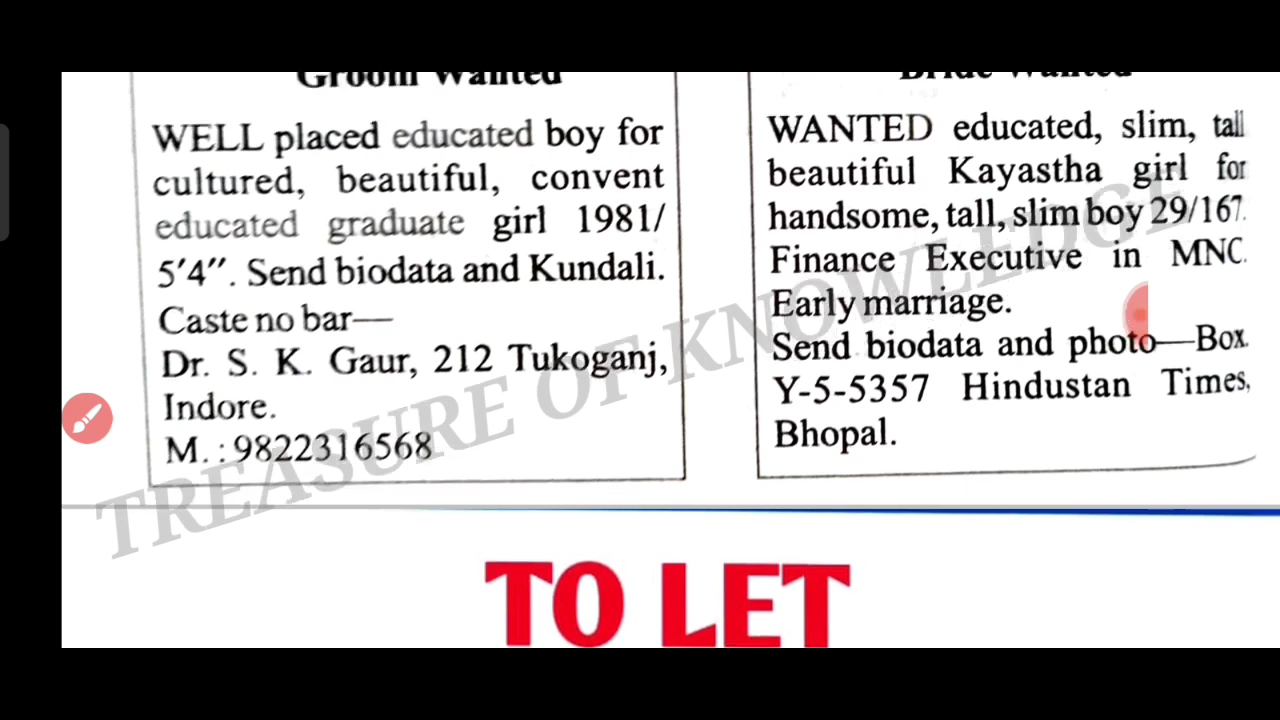 Groom Wanted
WELL placed educated boy for
cultured, beautiful, convent
educated graduate girl 1981/
5'4". Send biodata and Kundali.
Caste no bar—
Dr. S. K. Gaur, 212 Tukoganj,
Indore.
M. : 9822316568
Bride Wanted
WANTED educated, slim, tall
beautiful Kayastha girl for
handsome, tall, slim boy 29/167.
Finance Executive in MNC.
Early marriage.
Send biodata and photo—Box.
Y-5-5357 Hindustan Times,
Bhopal.
TREASURE OF KNOWLEDGE
TO LET